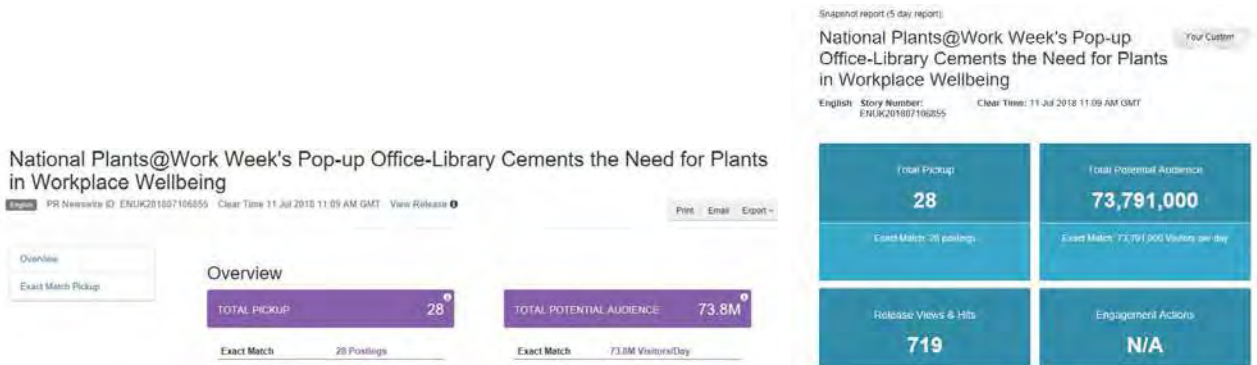 National Plants@Work Week's Pop-up Office-Library Cements the Need for Plants
in Workplace Wellbeing
English PR Newswire ID: ENUK201807106855 Clear Time 11 Jul 2018 11:09 AM GMT View Release
Print Email Export
Overview
Exact Match Pickup
Overview
TOTAL PICKUP 28
Exact Match 28 Postings
TOTAL POTENTIAL AUDIENCE 73.8M
Exact Match 73.8M Visitors/Day
Snapshot report (5 day report)
National Plants@Work Week's Pop-up
Office-Library Cements the Need for Plants
in Workplace Wellbeing
Your Custom
English Story Number: Clear Time: 11 Jul 2018 11:09 AM GMT
ENUK201807106855
Total Pickup
28
Exact Match: 28 postings
Total Potential Audience
73,791,000
Exact Match: 73,791,000 Visitors per day
Release Views & Hits
719
Engagement Actions
N/A